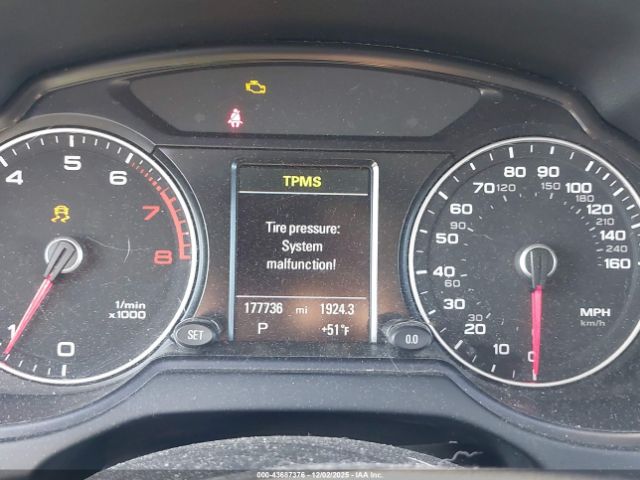 TPMS
Tire pressure:
System
malfunction!
177736 mi 1924.3
P +51°F
SET
0.0
0 1 4 5 6 7 8
1/min
x1000
0 10 20 30 40 50 60 70 80 90 100 120 140 160
30 60 90 120 150 180 210 240
MPH
km/h
000-43687376 | 12/02/2025 | IAA Inc.